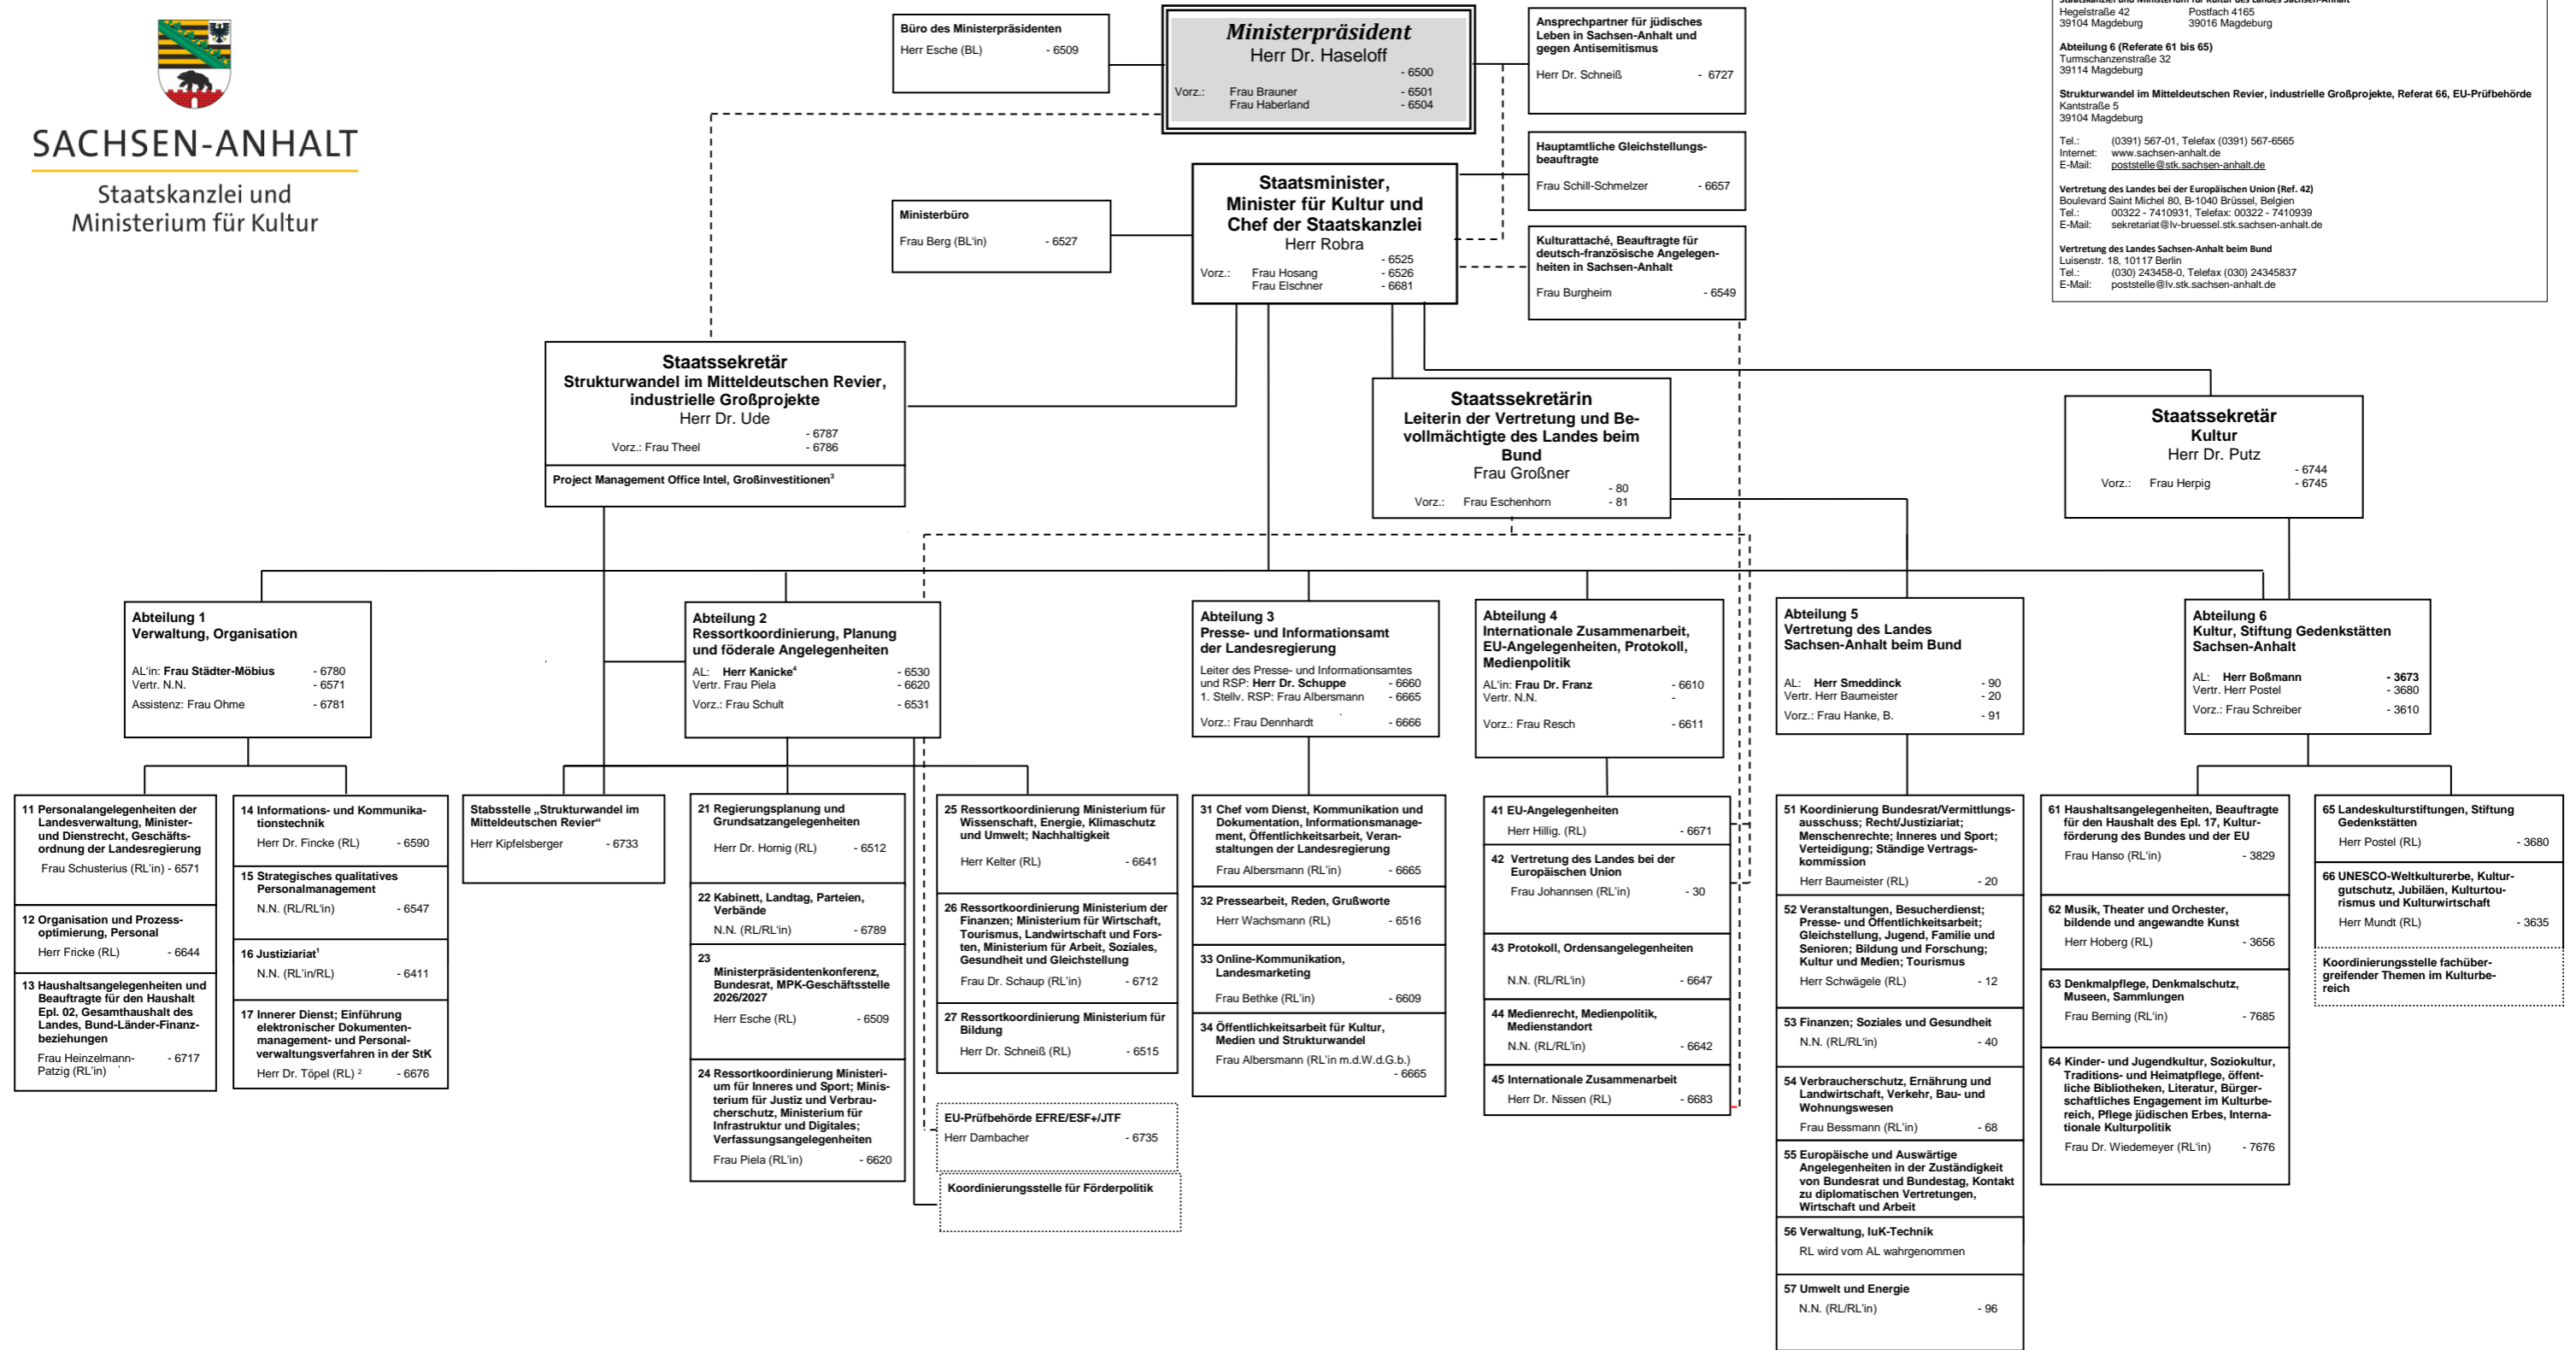 SACHSEN-ANHALT
Staatskanzlei und
Ministerium für Kultur
Büro des Ministerpräsidenten
Herr Esche (BL) - 6509
Ministerpräsident
Herr Dr. Haseloff
- 6500
Vorz.: Frau Brauner - 6501
Frau Haberland - 6504
Ansprechpartner für jüdisches
Leben in Sachsen-Anhalt und
gegen Antisemitismus
Herr Dr. Schneiß - 6727
Staatskanzlei und Ministerium für Kultur des Landes Sachsen-Anhalt
Hegelstraße 42 Postfach 4165
39104 Magdeburg 39016 Magdeburg
Abteilung 6 (Referate 61 bis 65)
Turmschanzenstraße 32
39114 Magdeburg
Strukturwandel im Mitteldeutschen Revier, industrielle Großprojekte, Referat 66, EU-Prüfbehörde
Kantstraße 5
39104 Magdeburg
Tel.: (0391) 567-01, Telefax (0391) 567-6565
Internet: www.sachsen-anhalt.de
E-Mail: poststelle@stk.sachsen-anhalt.de
Vertretung des Landes bei der Europäischen Union (Ref. 42)
Boulevard Saint Michel 80, B-1040 Brüssel, Belgien
Tel.: 00322 - 7410931, Telefax: 00322 - 7410939
E-Mail: sekretariat@lv-bruessel.stk.sachsen-anhalt.de
Vertretung des Landes Sachsen-Anhalt beim Bund
Luisenstr. 18, 10117 Berlin
Tel.: (030) 243458-0, Telefax (030) 24345837
E-Mail: poststelle@lv.stk.sachsen-anhalt.de
Hauptamtliche Gleichstellungs-
beauftragte
Frau Schill-Schmelzer - 6657
Ministerbüro
Frau Berg (BL'in) - 6527
Staatsminister,
Minister für Kultur und
Chef der Staatskanzlei
Herr Robra
- 6525
Vorz.: Frau Hosang - 6526
Frau Elschner - 6681
Kulturattaché, Beauftragte für
deutsch-französische Angelegen-
heiten in Sachsen-Anhalt
Frau Burgheim - 6549
Staatssekretär
Strukturwandel im Mitteldeutschen Revier,
industrielle Großprojekte
Herr Dr. Ude
- 6787
Vorz.: Frau Theel - 6786
Project Management Office Intel, Großinvestitionen³
Staatssekretärin
Leiterin der Vertretung und Be-
vollmächtigte des Landes beim
Bund
Frau Großner
- 80
Vorz.: Frau Eschenhorn - 81
Staatssekretär
Kultur
Herr Dr. Putz
- 6744
Vorz.: Frau Herpig - 6745
Abteilung 1
Verwaltung, Organisation
AL'in: Frau Städter-Möbius - 6780
Vertr. N.N. - 6571
Assistenz: Frau Ohme - 6781
Abteilung 2
Ressortkoordinierung, Planung
und föderale Angelegenheiten
AL: Herr Kanicke⁴ - 6530
Vertr. Frau Piela - 6620
Vorz.: Frau Schult - 6531
Abteilung 3
Presse- und Informationsamt
der Landesregierung
Leiter des Presse- und Informationsamtes
und RSP: Herr Dr. Schuppe - 6660
1. Stellv. RSP: Frau Albersmann - 6665
Vorz.: Frau Dennhardt - 6666
Abteilung 4
Internationale Zusammenarbeit,
EU-Angelegenheiten, Protokoll,
Medienpolitik
AL'in: Frau Dr. Franz - 6610
Vertr. N.N. -
Vorz.: Frau Resch - 6611
Abteilung 5
Vertretung des Landes
Sachsen-Anhalt beim Bund
AL: Herr Smeddinck - 90
Vertr. Herr Baumeister - 20
Vorz.: Frau Hanke, B. - 91
Abteilung 6
Kultur, Stiftung Gedenkstätten
Sachsen-Anhalt
AL: Herr Boßmann - 3673
Vertr. Herr Postel - 3680
Vorz.: Frau Schreiber - 3610
11 Personalangelegenheiten der
Landesverwaltung, Minister-
und Dienstrecht, Geschäfts-
ordnung der Landesregierung
Frau Schusterius (RL'in) - 6571
12 Organisation und Prozess-
optimierung, Personal
Herr Fricke (RL) - 6644
13 Haushaltsangelegenheiten und
Beauftragte für den Haushalt
Epl. 02, Gesamthaushalt des
Landes, Bund-Länder-Finanz-
beziehungen
Frau Heinzelmann- - 6717
Patzig (RL'in)
14 Informations- und Kommunika-
tionstechnik
Herr Dr. Fincke (RL) - 6590
15 Strategisches qualitatives
Personalmanagement
N.N. (RL/RL'in) - 6547
16 Justiziariat¹
N.N. (RL'in/RL) - 6411
17 Innerer Dienst; Einführung
elektronischer Dokumenten-
management- und Personal-
verwaltungsverfahren in der StK
Herr Dr. Töpel (RL) ² - 6676
Stabsstelle „Strukturwandel im
Mitteldeutschen Revier“
Herr Kipfelsberger - 6733
21 Regierungsplanung und
Grundsatzangelegenheiten
Herr Dr. Hornig (RL) - 6512
22 Kabinett, Landtag, Parteien,
Verbände
N.N. (RL/RL'in) - 6789
23
Ministerpräsidentenkonferenz,
Bundesrat, MPK-Geschäftsstelle
2026/2027
Herr Esche (RL) - 6509
24 Ressortkoordinierung Ministeri-
um für Inneres und Sport; Minis-
terium für Justiz und Verbrau-
cherschutz, Ministerium für
Infrastruktur und Digitales;
Verfassungsangelegenheiten
Frau Piela (RL'in) - 6620
25 Ressortkoordinierung Ministerium für
Wissenschaft, Energie, Klimaschutz
und Umwelt; Nachhaltigkeit
Herr Kelter (RL) - 6641
26 Ressortkoordinierung Ministerium der
Finanzen; Ministerium für Wirtschaft,
Tourismus, Landwirtschaft und Fors-
ten, Ministerium für Arbeit, Soziales,
Gesundheit und Gleichstellung
Frau Dr. Schaup (RL'in) - 6712
27 Ressortkoordinierung Ministerium für
Bildung
Herr Dr. Schneiß (RL) - 6515
EU-Prüfbehörde EFRE/ESF+/JTF
Herr Dambacher - 6735
Koordinierungsstelle für Förderpolitik
31 Chef vom Dienst, Kommunikation und
Dokumentation, Informationsmanage-
ment, Öffentlichkeitsarbeit, Veran-
staltungen der Landesregierung
Frau Albersmann (RL'in) - 6665
32 Pressearbeit, Reden, Grußworte
Herr Wachsmann (RL) - 6516
33 Online-Kommunikation,
Landesmarketing
Frau Bethke (RL'in) - 6609
34 Öffentlichkeitsarbeit für Kultur,
Medien und Strukturwandel
Frau Albersmann (RL'in m.d.W.d.G.b.)
- 6665
41 EU-Angelegenheiten
Herr Hillig. (RL) - 6671
42 Vertretung des Landes bei der
Europäischen Union
Frau Johannsen (RL'in) - 30
43 Protokoll, Ordensangelegenheiten
N.N. (RL/RL'in) - 6647
44 Medienrecht, Medienpolitik,
Medienstandort
N.N. (RL/RL'in) - 6642
45 Internationale Zusammenarbeit
Herr Dr. Nissen (RL) - 6683
51 Koordinierung Bundesrat/Vermittlungs-
ausschuss; Recht/Justiziariat;
Menschenrechte; Inneres und Sport;
Verteidigung; Ständige Vertrags-
kommission
Herr Baumeister (RL) - 20
52 Veranstaltungen, Besucherdienst;
Presse- und Öffentlichkeitsarbeit;
Gleichstellung, Jugend, Familie und
Senioren; Bildung und Forschung;
Kultur und Medien; Tourismus
Herr Schwägele (RL) - 12
53 Finanzen; Soziales und Gesundheit
N.N. (RL/RL'in) - 40
54 Verbraucherschutz, Ernährung und
Landwirtschaft, Verkehr, Bau- und
Wohnungswesen
Frau Bessmann (RL'in) - 68
55 Europäische und Auswärtige
Angelegenheiten in der Zuständigkeit
von Bundesrat und Bundestag, Kontakt
zu diplomatischen Vertretungen,
Wirtschaft und Arbeit
56 Verwaltung, IuK-Technik
RL wird vom AL wahrgenommen
57 Umwelt und Energie
N.N. (RL/RL'in) - 96
61 Haushaltsangelegenheiten, Beauftragte
für den Haushalt des Epl. 17, Kultur-
förderung des Bundes und der EU
Frau Hanso (RL'in) - 3829
62 Musik, Theater und Orchester,
bildende und angewandte Kunst
Herr Hoberg (RL) - 3656
63 Denkmalpflege, Denkmalschutz,
Museen, Sammlungen
Frau Berning (RL'in) - 7685
64 Kinder- und Jugendkultur, Soziokultur,
Traditions- und Heimatpflege, öffent-
liche Bibliotheken, Literatur, Bürger-
schaftliches Engagement im Kulturbe-
reich, Pflege jüdischen Erbes, Interna-
tionale Kulturpolitik
Frau Dr. Wiedemeyer (RL'in) - 7676
65 Landeskulturstiftungen, Stiftung
Gedenkstätten
Herr Postel (RL) - 3680
66 UNESCO-Weltkulturerbe, Kultur-
gutschutz, Jubiläen, Kulturtou-
rismus und Kulturwirtschaft
Herr Mundt (RL) - 3635
Koordinierungsstelle fachüber-
greifender Themen im Kulturbe-
reich